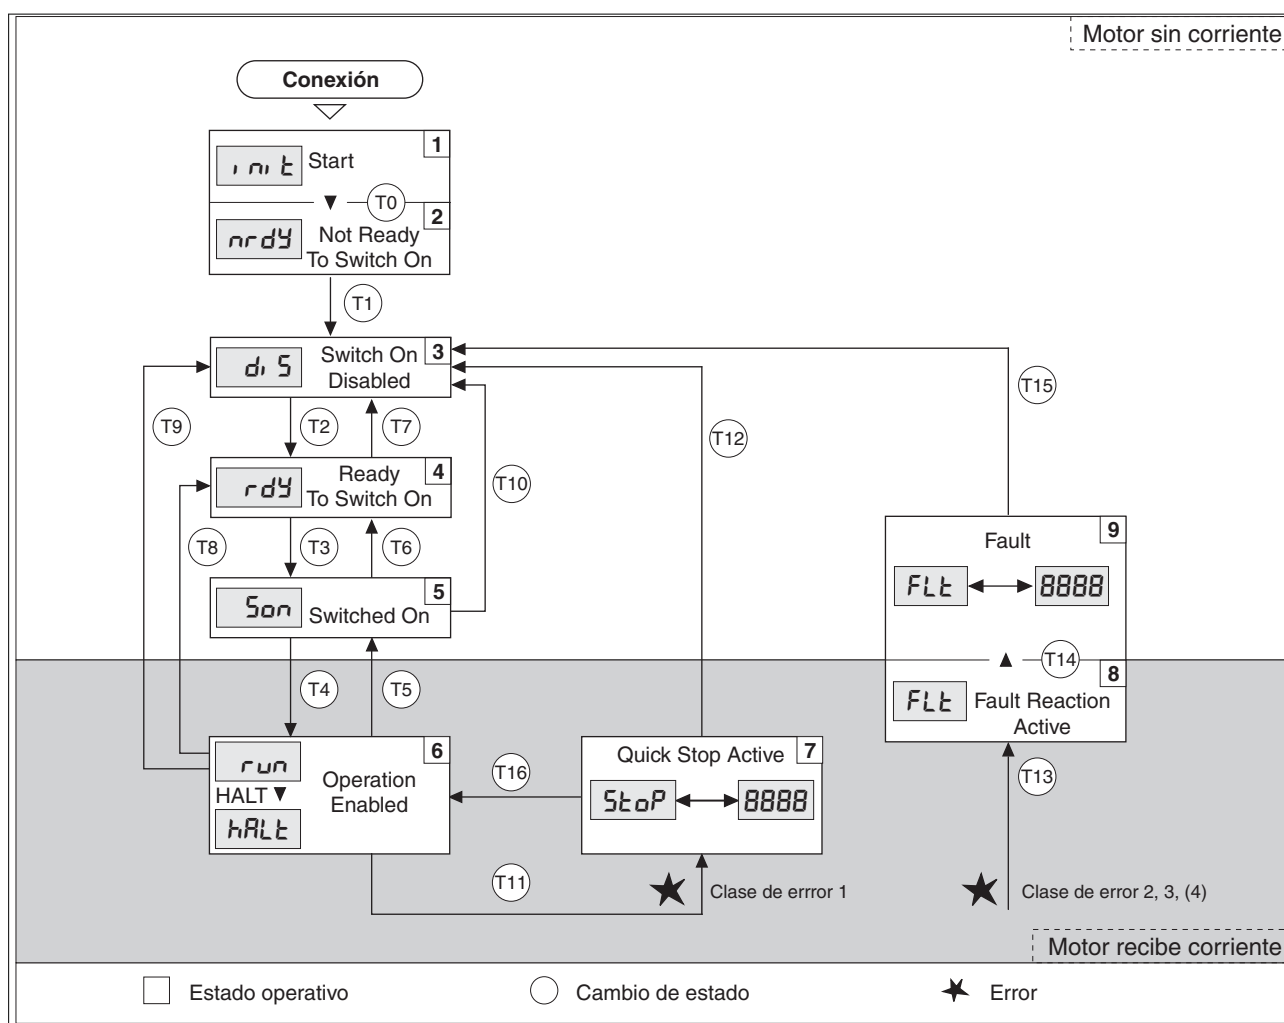 Motor sin corriente
Conexión
1
init Start
T0
2
nrdy Not Ready
To Switch On
T1
diS Switch On
Disabled
3
T9
T2
T7
T10
T12
T15
rdy Ready
To Switch On
4
T8
T3
T6
Son Switched On
5
T4
T5
9
Fault
FLt 8888
T14
8
FLt Fault Reaction
Active
T13
6
run
HALT
hALt
Operation
Enabled
T16
Quick Stop Active 7
StoP 8888
T11
Clase de errror 1
Clase de error 2, 3, (4)
Motor recibe corriente
Estado operativo
Cambio de estado
Error